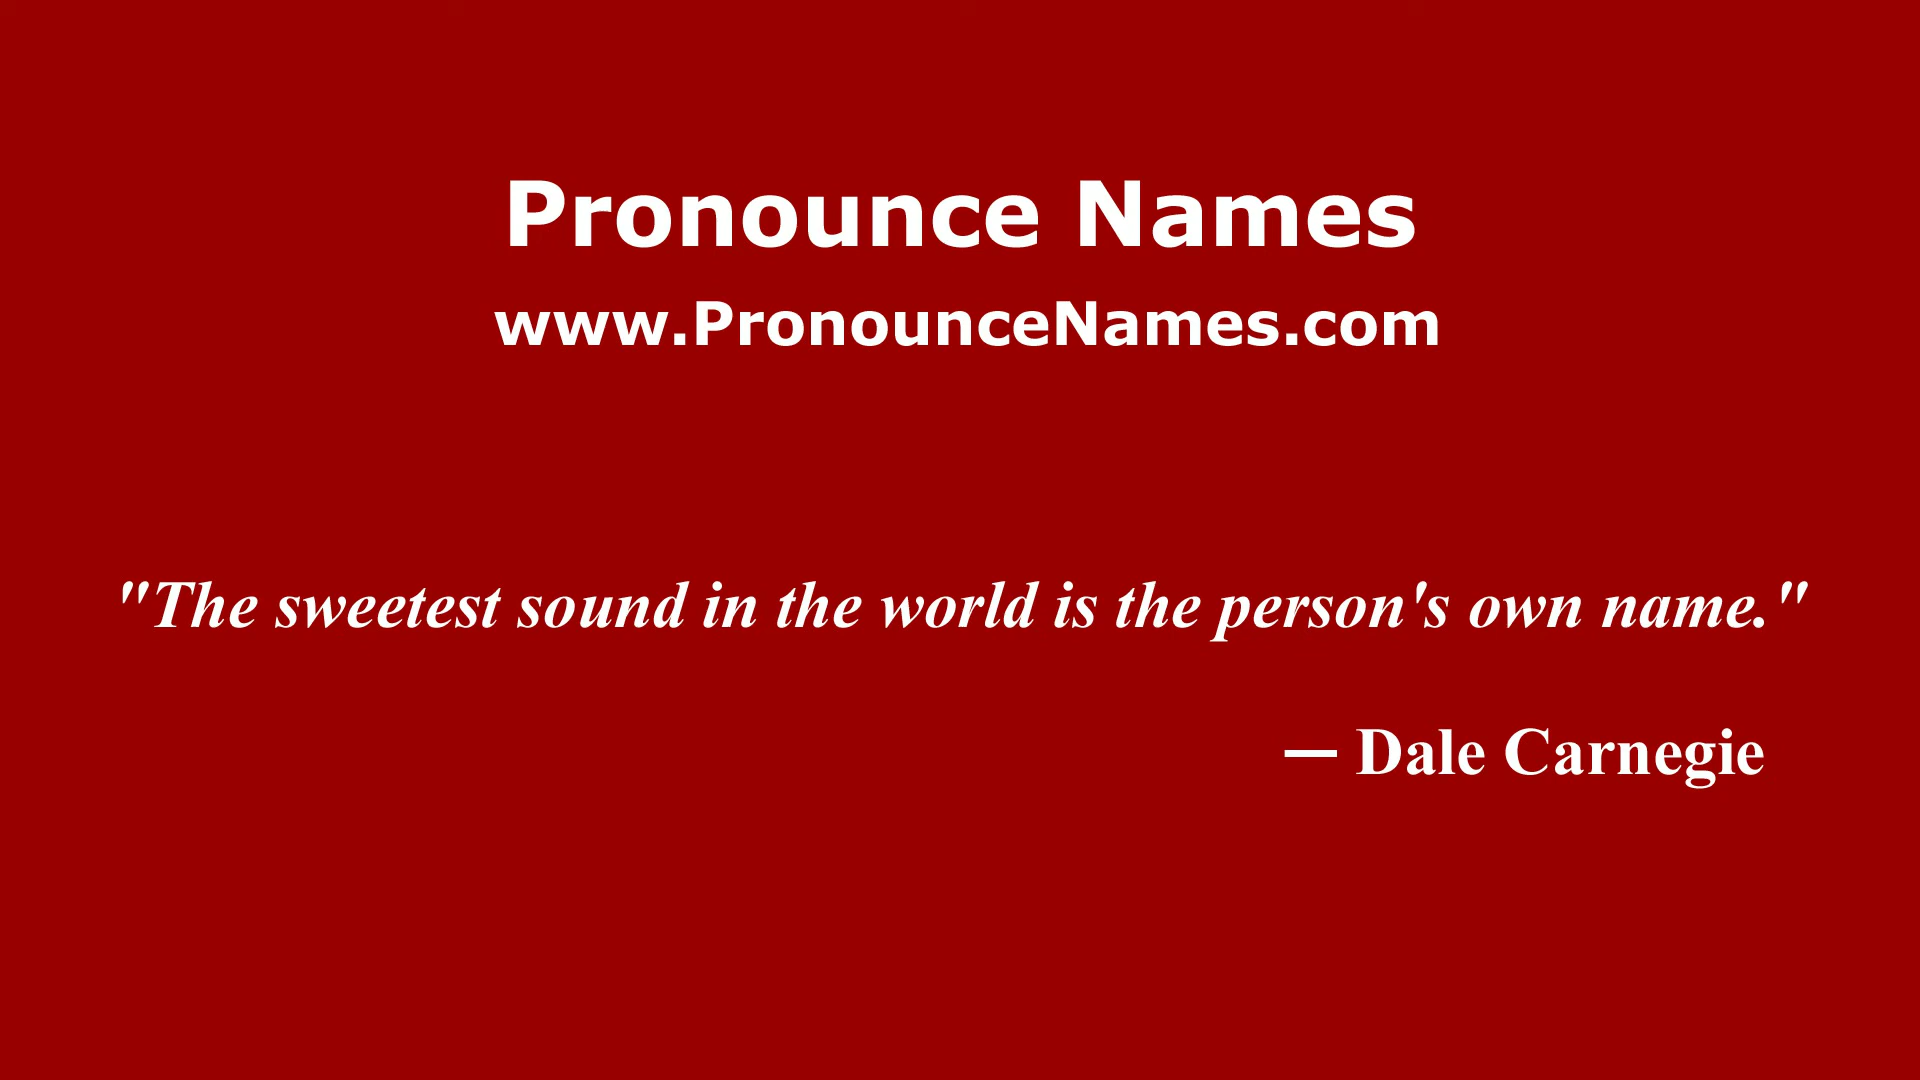 Pronounce Names
www.PronounceNames.com
"The sweetest sound in the world is the person's own name."
— Dale Carnegie